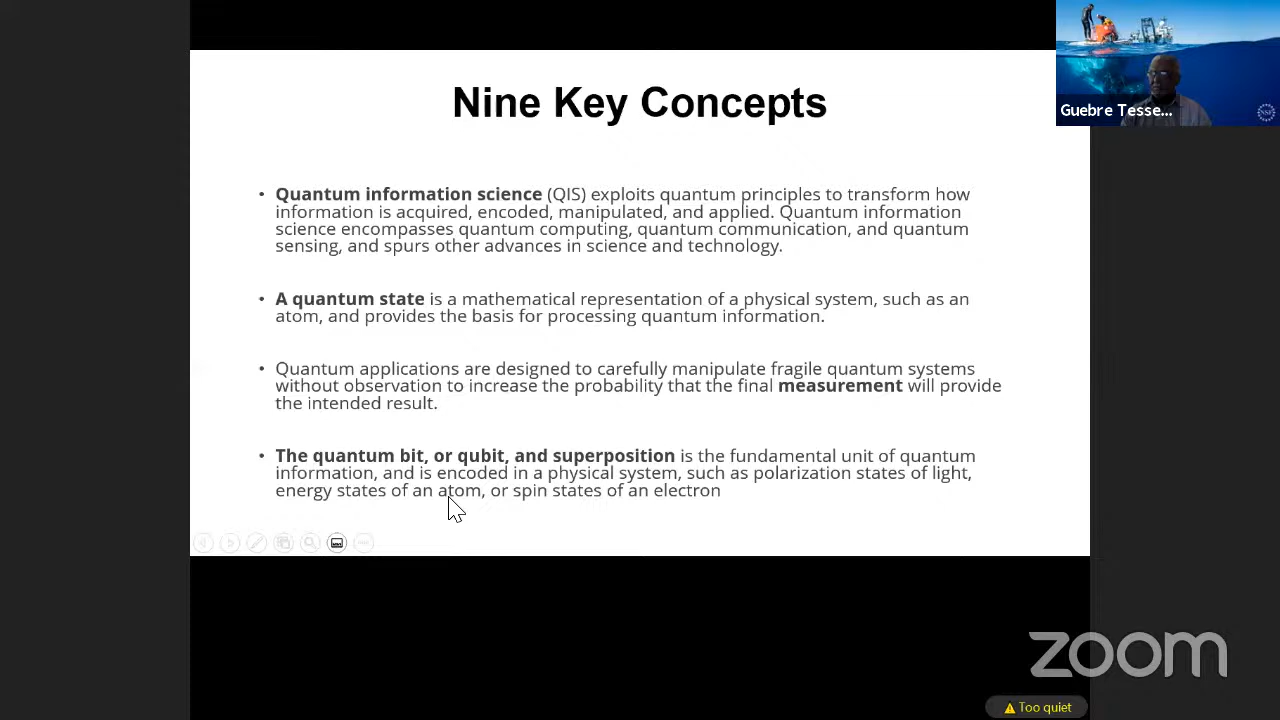 Nine Key Concepts
• Quantum information science (QIS) exploits quantum principles to transform how
information is acquired, encoded, manipulated, and applied. Quantum information
science encompasses quantum computing, quantum communication, and quantum
sensing, and spurs other advances in science and technology.
• A quantum state is a mathematical representation of a physical system, such as an
atom, and provides the basis for processing quantum information.
• Quantum applications are designed to carefully manipulate fragile quantum systems
without observation to increase the probability that the final measurement will provide
the intended result.
• The quantum bit, or qubit, and superposition is the fundamental unit of quantum
information, and is encoded in a physical system, such as polarization states of light,
energy states of an atom, or spin states of an electron
Guebre Tesse...
NSF
zoom
Too quiet